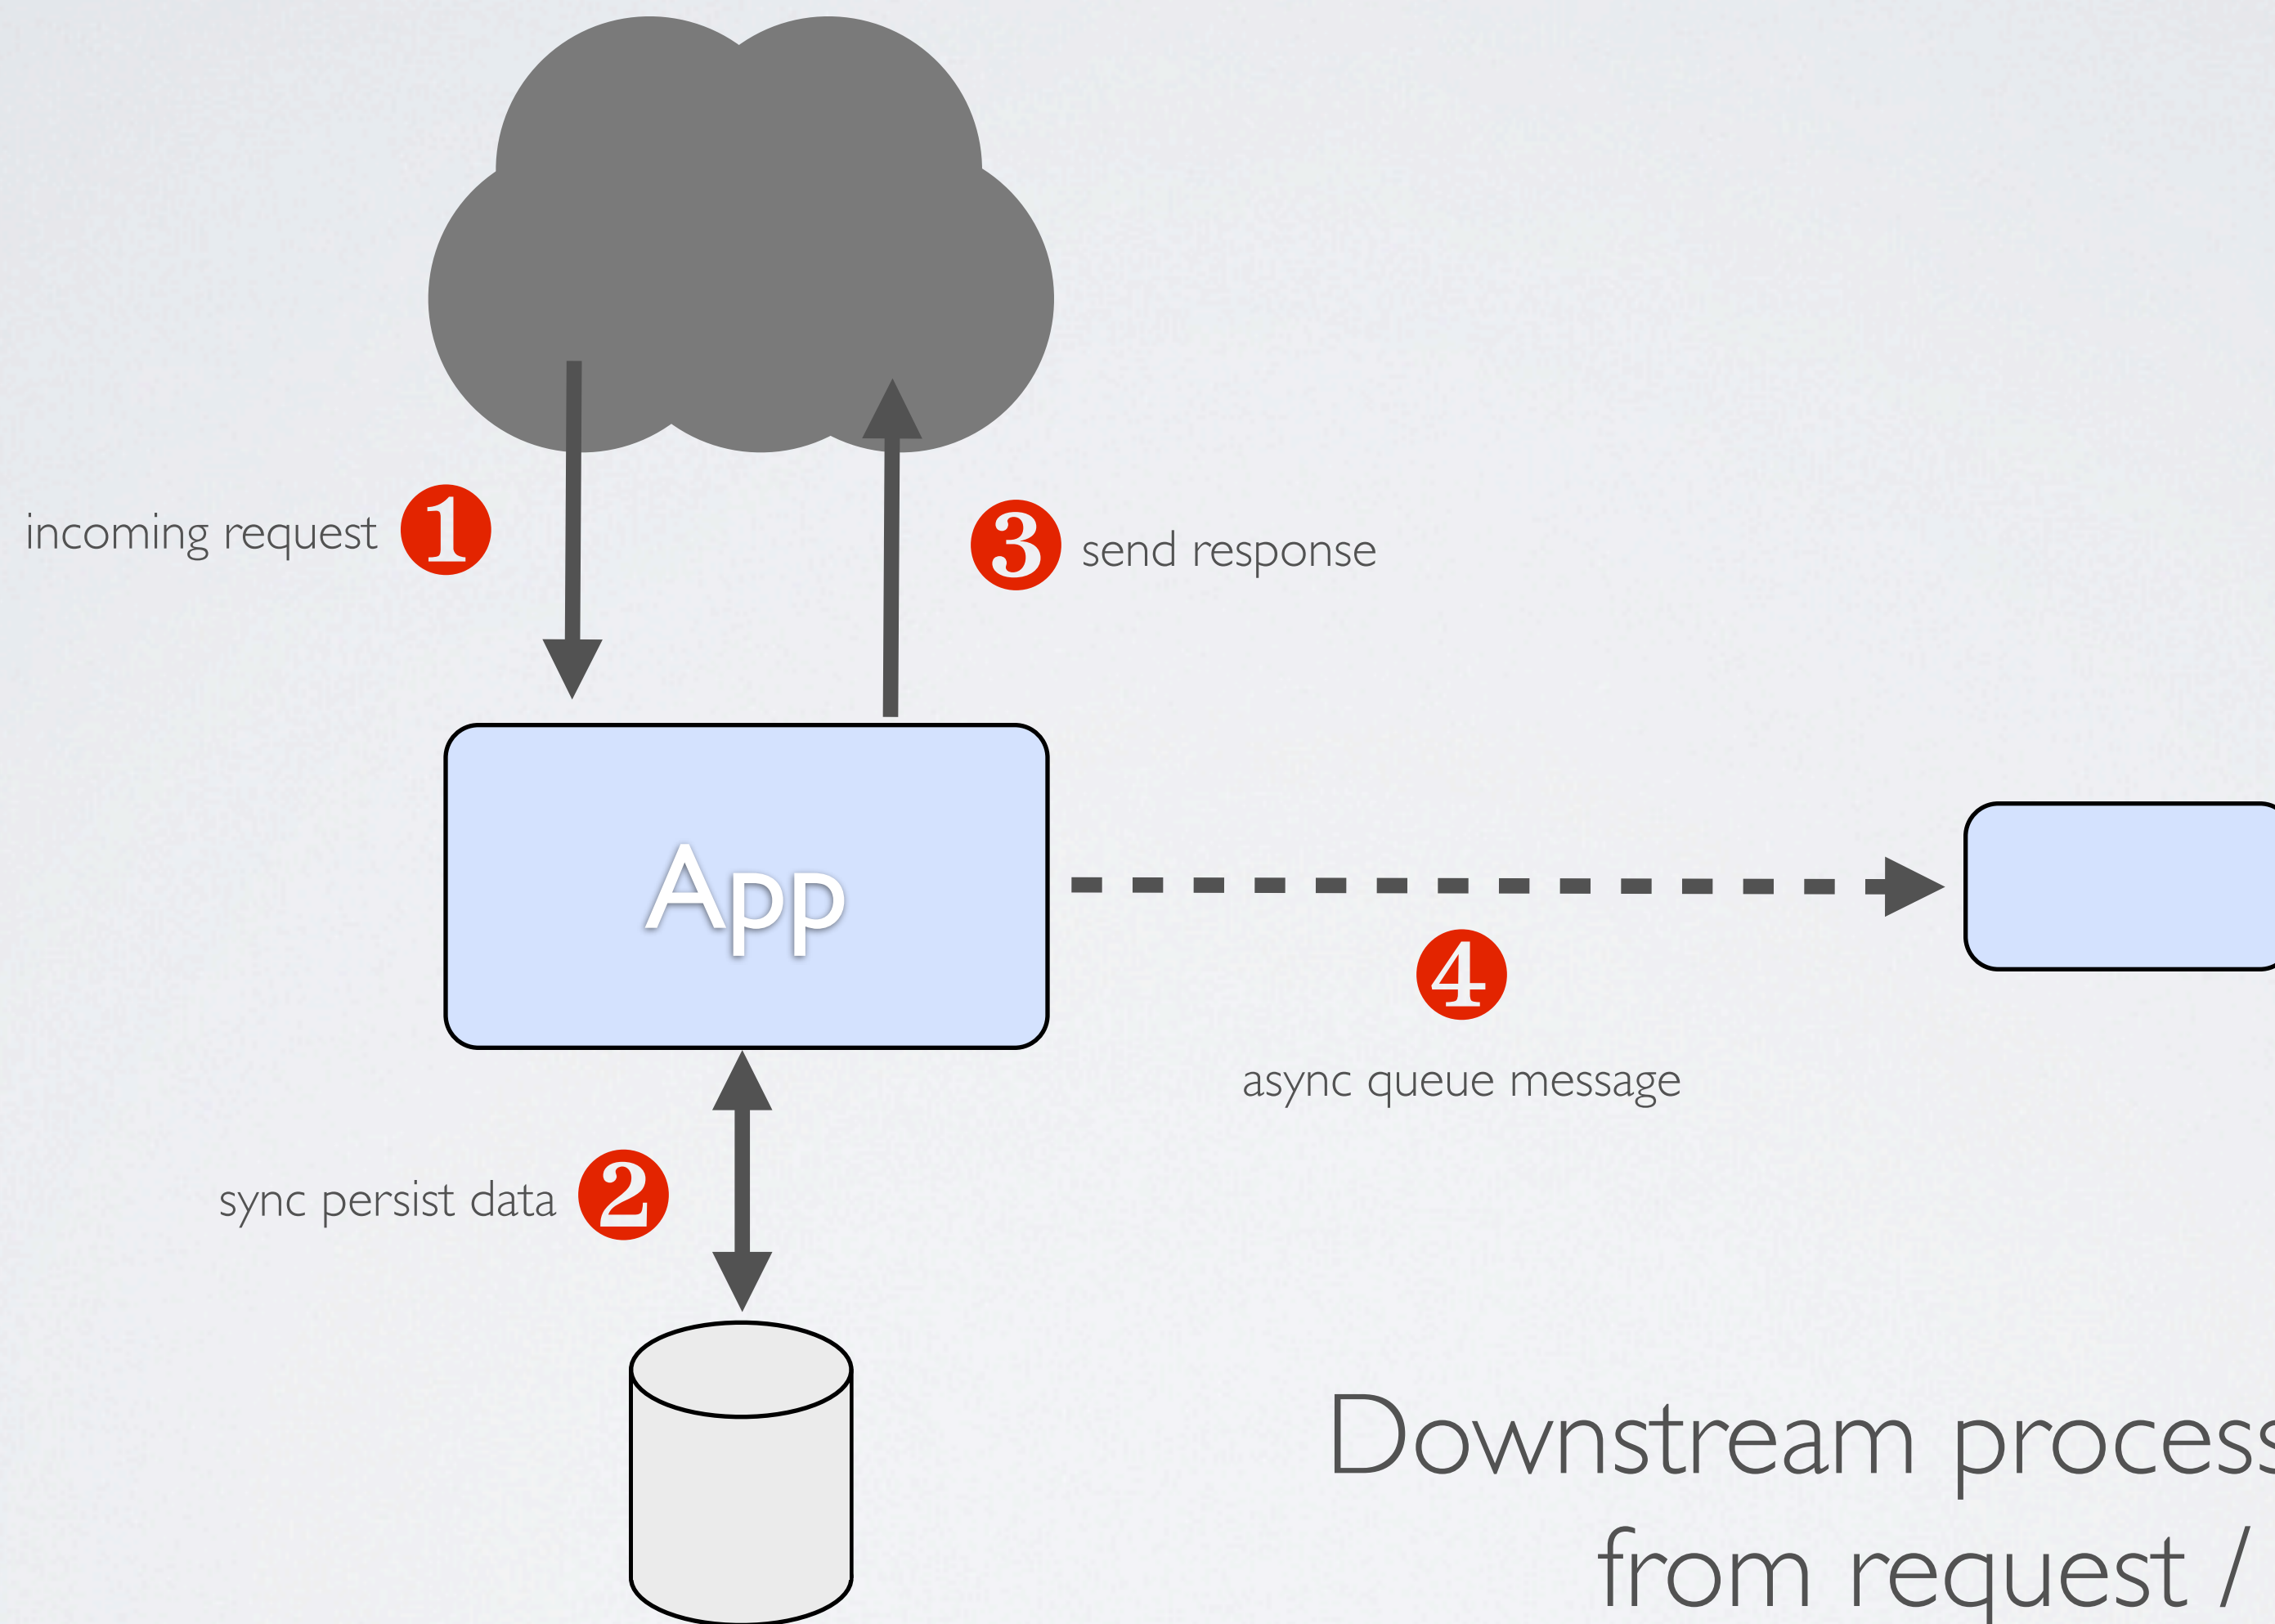 incoming request 1
3 send response
App
4
async queue message
sync persist data 2
Downstream process
from request /